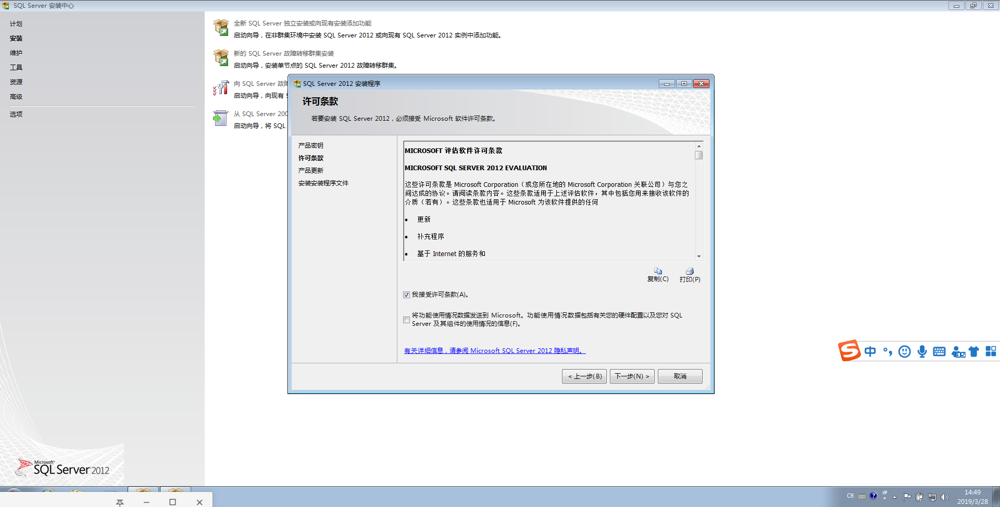 SQL Server 安装中心
计划
安装
维护
工具
资源
高级
选项
全新 SQL Server 独立安装或向现有安装添加功能
启动向导，在非群集环境中安装 SQL Server 2012 或向现有 SQL Server 2012 实例中添加功能。
新的 SQL Server 故障转移群集安装
启动向导，安装单节点的 SQL Server 2012 故障转移群集。
向 SQL Server 故障
启动向导，向现有 S
从 SQL Server 200
启动向导，将 SQL
SQL Server 2012 安装程序
许可条款
若要安装 SQL Server 2012，必须接受 Microsoft 软件许可条款。
产品密钥
许可条款
产品更新
安装安装程序文件
MICROSOFT 评估软件许可条款
MICROSOFT SQL SERVER 2012 EVALUATION
这些许可条款是 Microsoft Corporation（或您所在地的 Microsoft Corporation 关联公司）与您之
间达成的协议。请阅读条款内容。这些条款适用于上述评估软件，其中包括您用来接收该软件的
介质（若有）。这些条款也适用于 Microsoft 为该软件提供的任何
• 更新
• 补充程序
• 基于 Internet 的服务和
复制(C) 打印(P)
我接受许可条款(A)。
将功能使用情况数据发送到 Microsoft。功能使用情况数据包括有关您的硬件配置以及您对 SQL
Server 及其组件的使用情况的信息(F)。
有关详细信息，请参阅 Microsoft SQL Server 2012 隐私声明。
< 上一步(B) 下一步(N) > 取消
中
35
Microsoft
SQL Server 2012
CH
14:49
2019/3/28